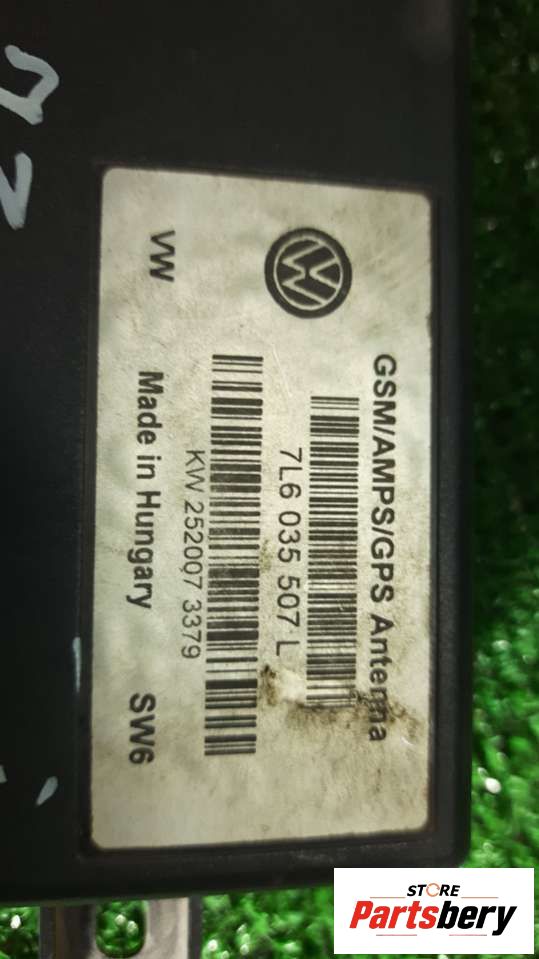 GSM/AMPS/GPS Antenna
7L6 035 507 L
KW 252007 3379
VW Made in Hungary SW6
STORE
Partsbery